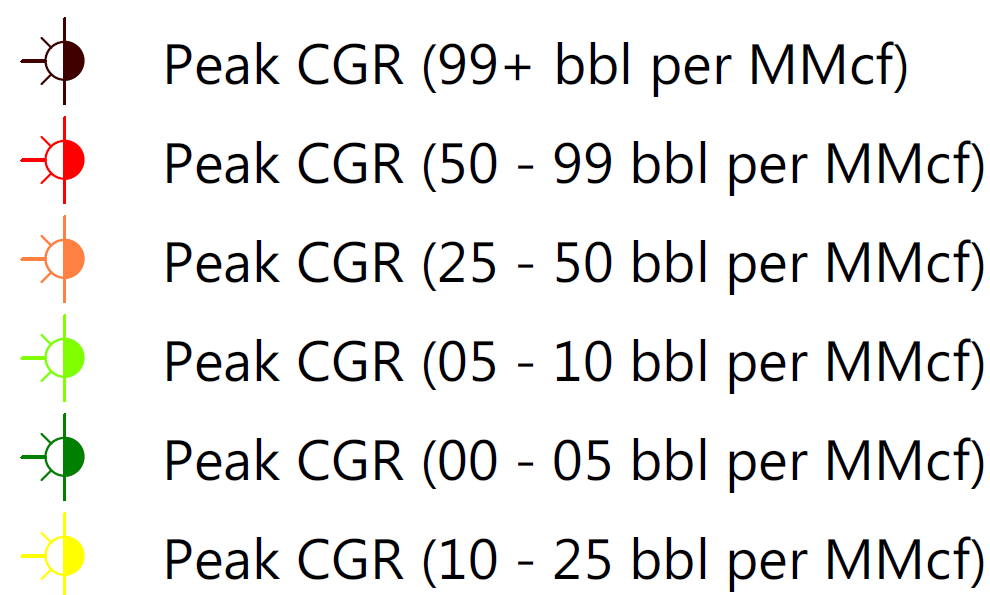 Peak CGR (99+ bbl per MMcf)
Peak CGR (50 - 99 bbl per MMcf)
Peak CGR (25 - 50 bbl per MMcf)
Peak CGR (05 - 10 bbl per MMcf)
Peak CGR (00 - 05 bbl per MMcf)
Peak CGR (10 - 25 bbl per MMcf)